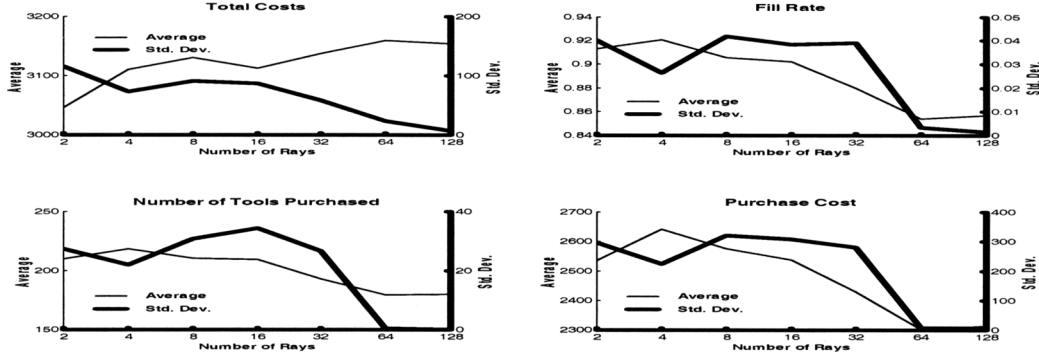 Total Costs
3200
3100
3000
Average
200
100
0
Std. Dev.
Average
Std. Dev.
2 4 8 16 32 64 128
Number of Rays
Fill Rate
0.94
0.92
0.9
0.88
0.86
0.84
Average
0.05
0.04
0.03
0.02
0.01
0
Std. Dev.
Average
Std. Dev.
2 4 8 16 32 64 128
Number of Rays
Number of Tools Purchased
250
200
150
Average
40
20
0
Std. Dev.
Average
Std. Dev.
2 4 8 16 32 64 128
Number of Rays
Purchase Cost
2700
2600
2500
2400
2300
Average
400
300
200
100
0
Std. Dev.
Average
Std. Dev.
2 4 8 16 32 64 128
Number of Rays